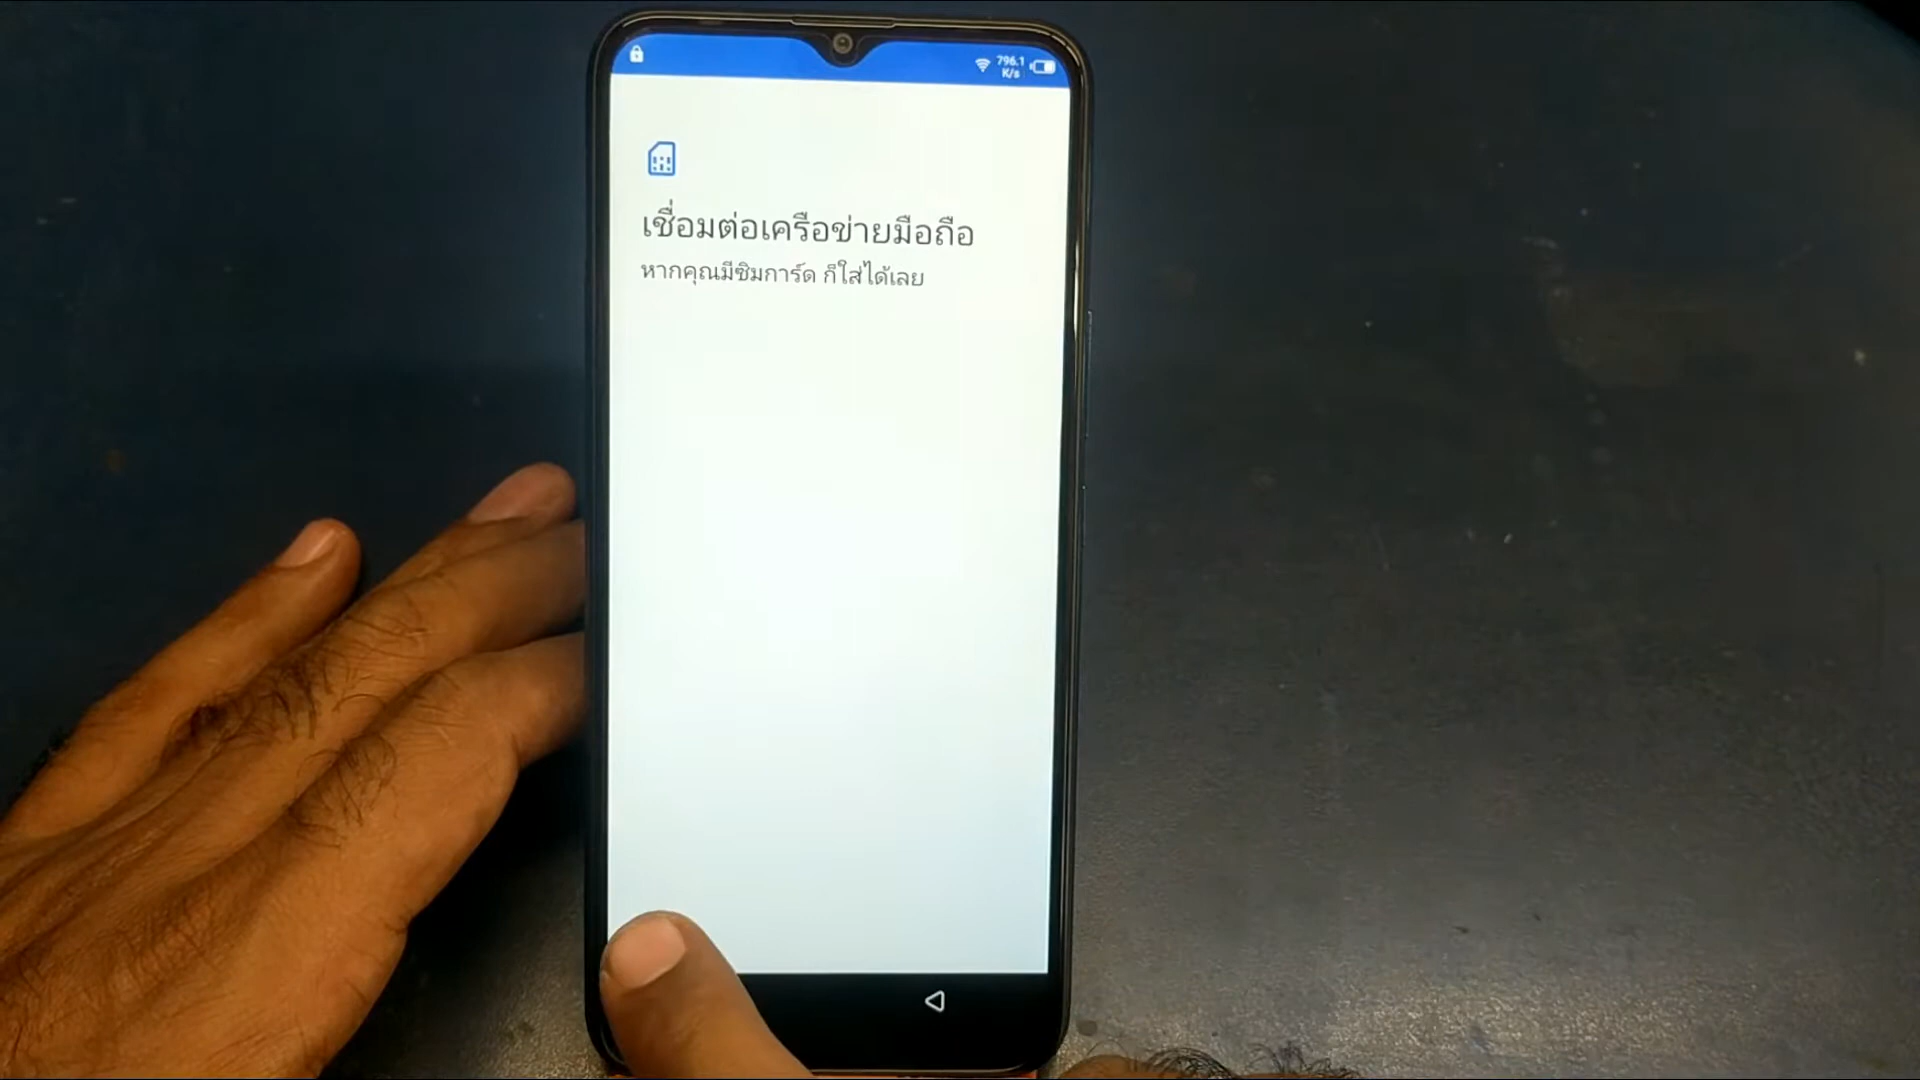 796.1
K/s
เชื่อมต่อเครือข่ายมือถือ
หากคุณมีซิมการ์ด ก็ใส่ได้เลย